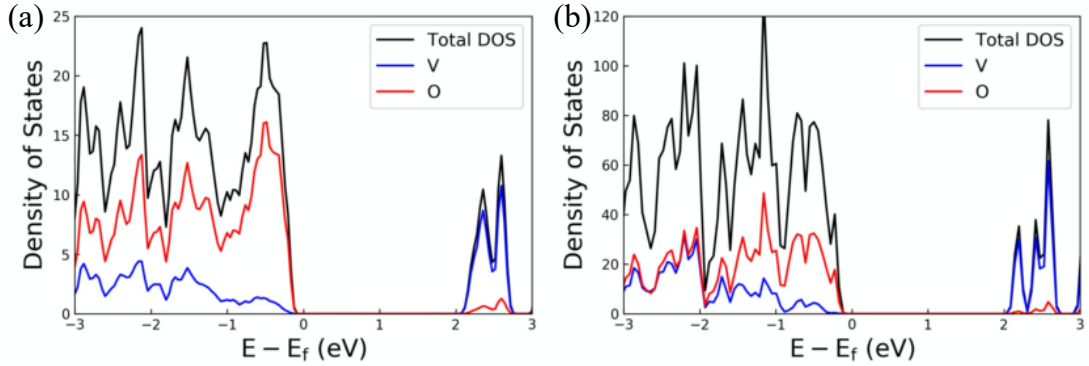 (a)
25
20
15
10
5
0
Density of States
Total DOS
V
O
−3 −2 −1 0 1 2 3
E − E_f (eV)
(b)
120
100
80
60
40
20
0
Density of States
Total DOS
V
O
−3 −2 −1 0 1 2 3
E − E_f (eV)